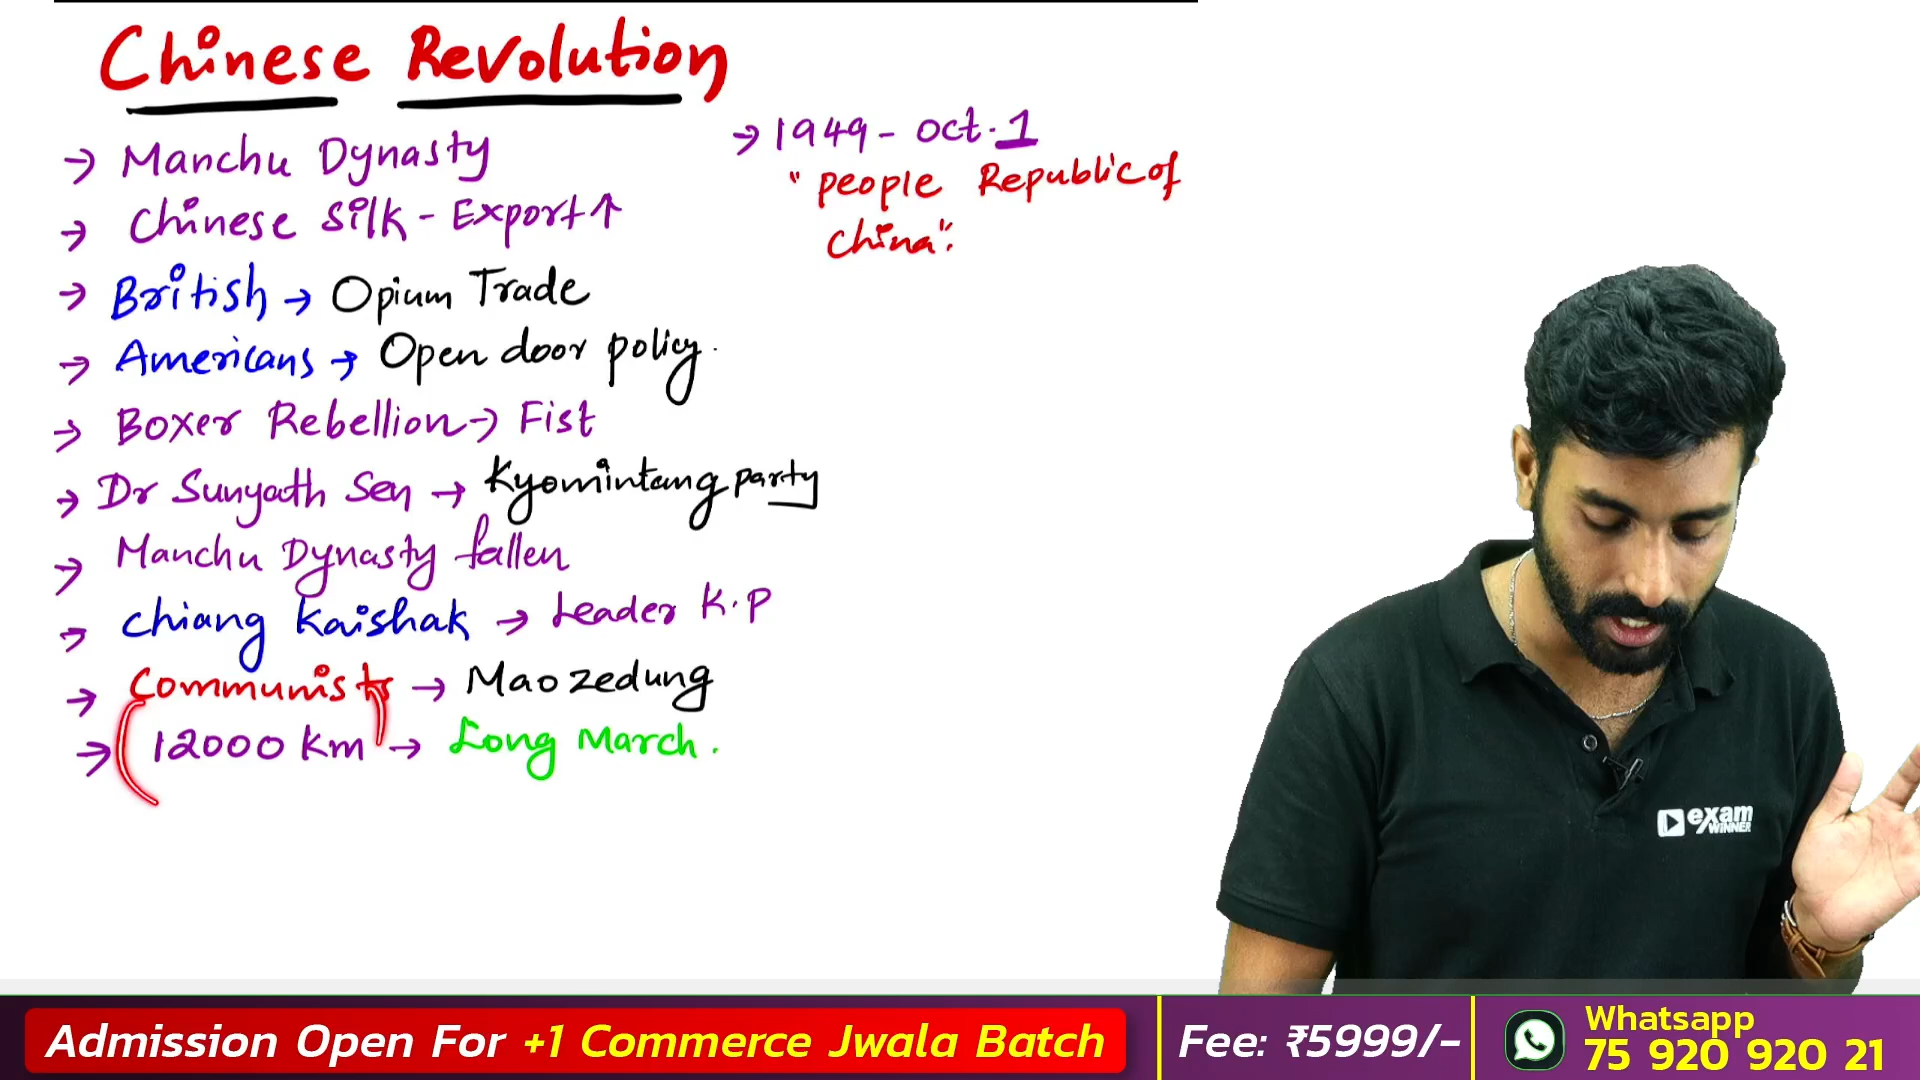 Chinese Revolution
→ Manchu Dynasty
→ Chinese Silk - Export ↑
→ British → Opium Trade
→ Americans → Open door policy.
→ Boxer Rebellion → Fist
→ Dr Sunyath Sen → Kyomintang party
→ Manchu Dynasty fallen
→ Chiang Kaishak → Leader K.P
→ Communists → Mao zedung
→ 12000 km → Long March.
→ 1949 - Oct. 1
"People Republic of
China".
exam
WINNER
Admission Open For +1 Commerce Jwala Batch
Fee: ₹5999/-
Whatsapp
75 920 920 21